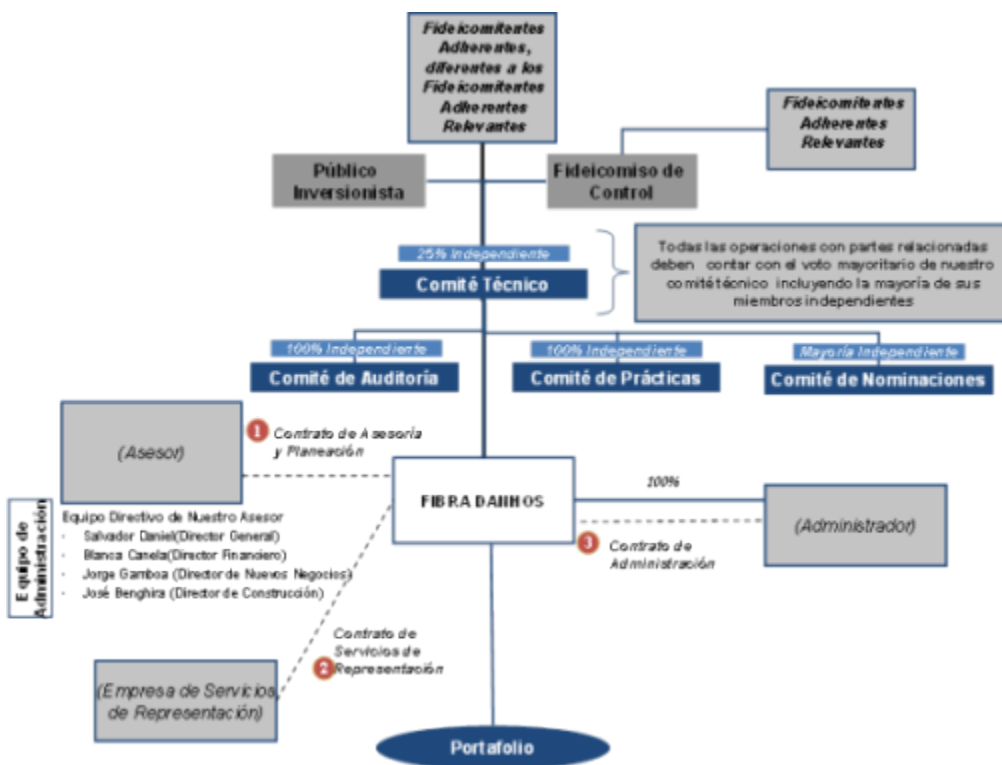 Fideicomitentes
Adherentes,
diferentes a los
Fideicomitentes
Adherentes
Relevantes
Fideicomitentes
Adherentes
Relevantes
Público
Inversionista
Fideicomiso de
Control
25% Independiente
Comité Técnico
Todas las operaciones con partes relacionadas
deben contar con el voto mayoritario de nuestro
comité técnico incluyendo la mayoría de sus
miembros independientes
100% Independiente
Comité de Auditoría
100% Independiente
Comité de Prácticas
Mayoría Independiente
Comité de Nominaciones
(Asesor)
1 Contrato de Asesoría
y Planeación
FIBRA DANHOS
100%
(Administrador)
3 Contrato de
Administración
Equipo de
Administración
Equipo Directivo de Nuestro Asesor
· Salvador Daniel(Director General)
· Blanca Canela(Director Financiero)
· Jorge Gamboa (Director de Nuevos Negocios)
· José Benghira (Director de Construcción)
Contrato de
Servicios de
2 Representación
(Empresa de Servicios
de Representación)
Portafolio